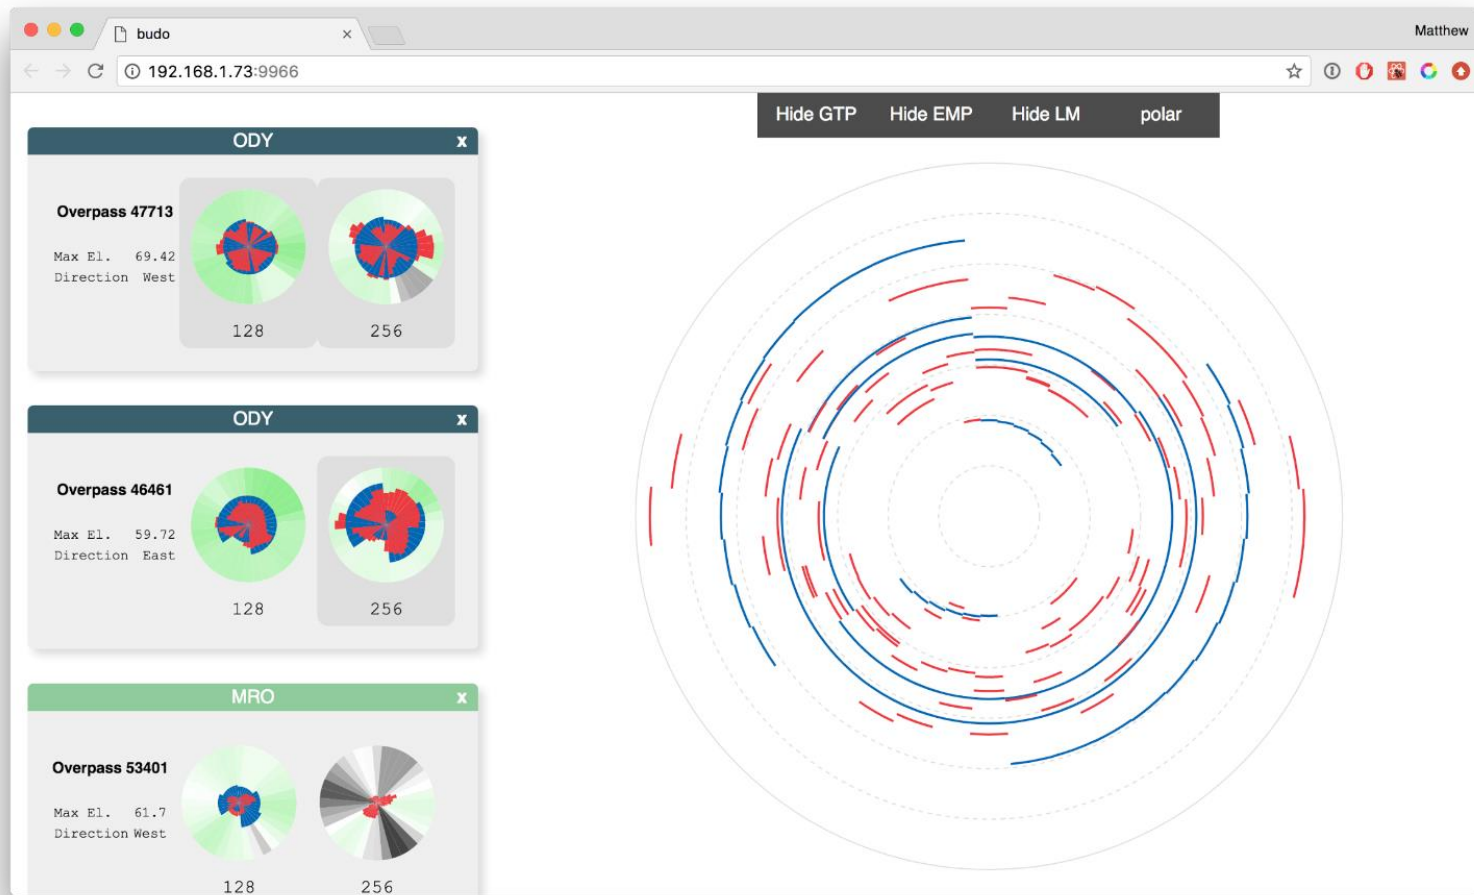 budo
Matthew
192.168.1.73:9966
Hide GTP Hide EMP Hide LM polar
ODY x
Overpass 47713
Max El. 69.42
Direction West
128 256
ODY x
Overpass 46461
Max El. 59.72
Direction East
128 256
MRO x
Overpass 53401
Max El. 61.7
Direction West
128 256